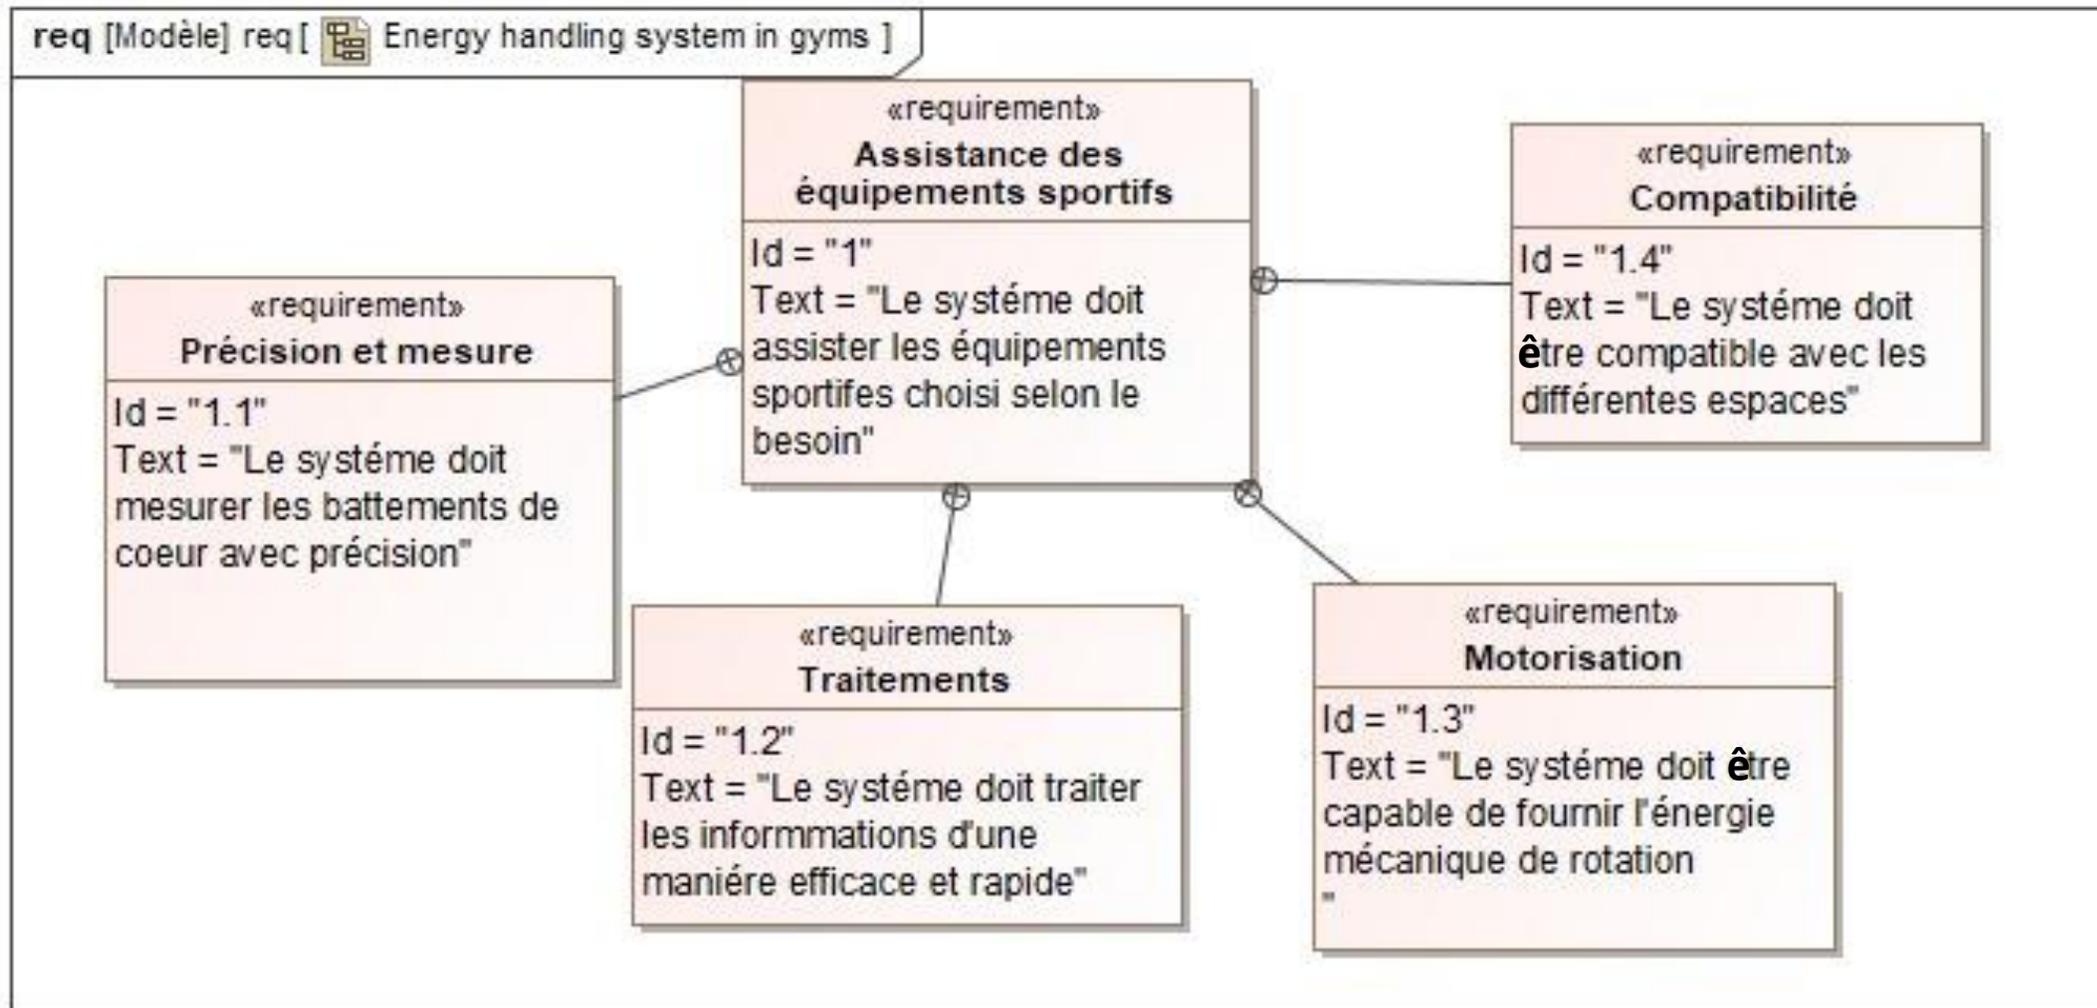 req [Modèle] req [ Energy handling system in gyms ]
«requirement»
Assistance des
équipements sportifs
Id = "1"
Text = "Le systéme doit
assister les équipements
sportifes choisi selon le
besoin"
«requirement»
Compatibilité
Id = "1.4"
Text = "Le systéme doit
être compatible avec les
différentes espaces"
«requirement»
Précision et mesure
Id = "1.1"
Text = "Le systéme doit
mesurer les battements de
coeur avec précision"
«requirement»
Traitements
Id = "1.2"
Text = "Le systéme doit traiter
les informmations d'une
maniére efficace et rapide"
«requirement»
Motorisation
Id = "1.3"
Text = "Le systéme doit être
capable de fournir l'énergie
mécanique de rotation
"